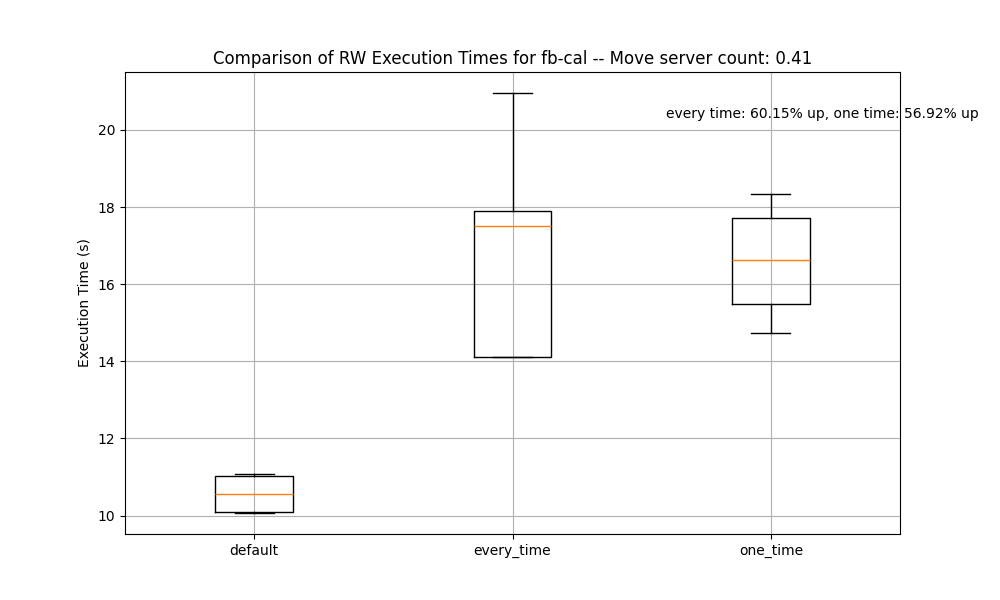 Comparison of RW Execution Times for fb-cal -- Move server count: 0.41
every time: 60.15% up, one time: 56.92% up
Execution Time (s)
20
18
16
14
12
10
default
every_time
one_time